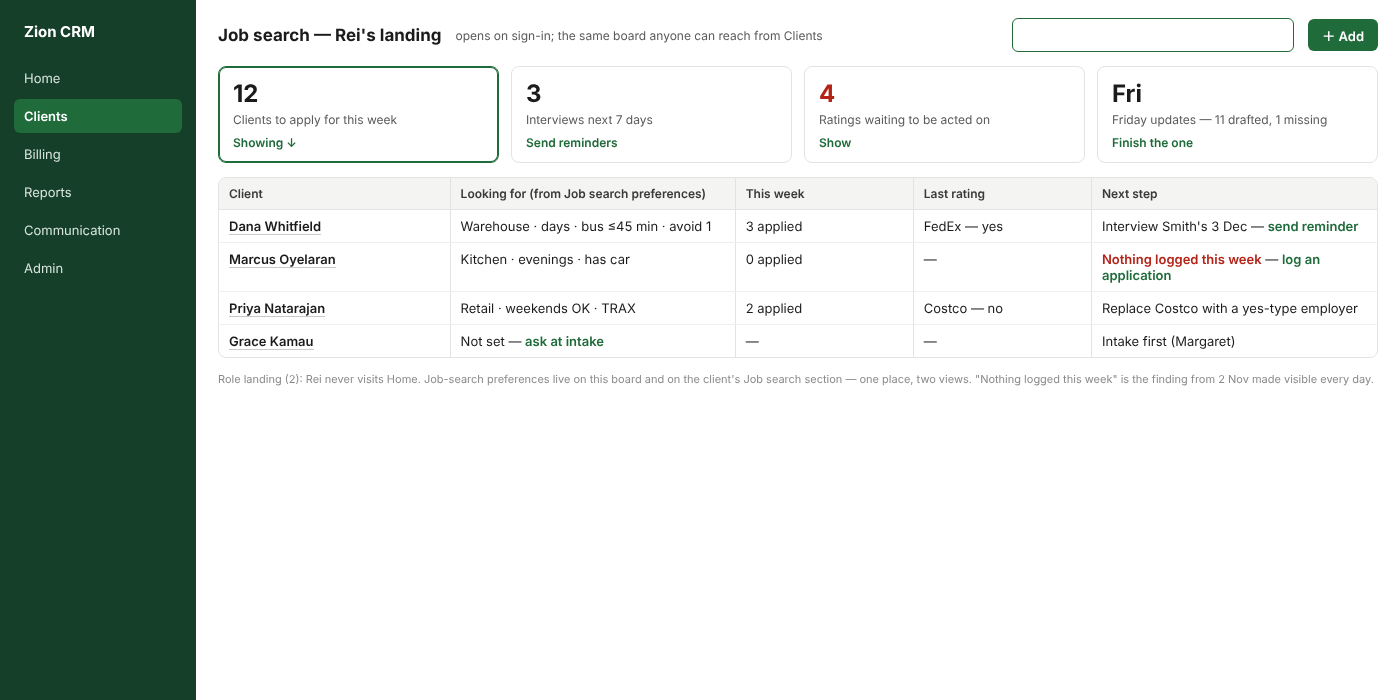 Zion CRM
Home
Clients
Billing
Reports
Communication
Admin
Job search — Rei's landing
opens on sign-in; the same board anyone can reach from Clients
+ Add
12
Clients to apply for this week
Showing ↓
3
Interviews next 7 days
Send reminders
4
Ratings waiting to be acted on
Show
Fri
Friday updates — 11 drafted, 1 missing
Finish the one
Client Looking for (from Job search preferences) This week Last rating Next step
Dana Whitfield Warehouse · days · bus ≤45 min · avoid 1 3 applied FedEx — yes Interview Smith's 3 Dec — send reminder
Marcus Oyelaran Kitchen · evenings · has car 0 applied — Nothing logged this week — log an
application
Priya Natarajan Retail · weekends OK · TRAX 2 applied Costco — no Replace Costco with a yes-type employer
Grace Kamau Not set — ask at intake — — Intake first (Margaret)
Role landing (2): Rei never visits Home. Job-search preferences live on this board and on the client's Job search section — one place, two views. "Nothing logged this week" is the finding from 2 Nov made visible every day.